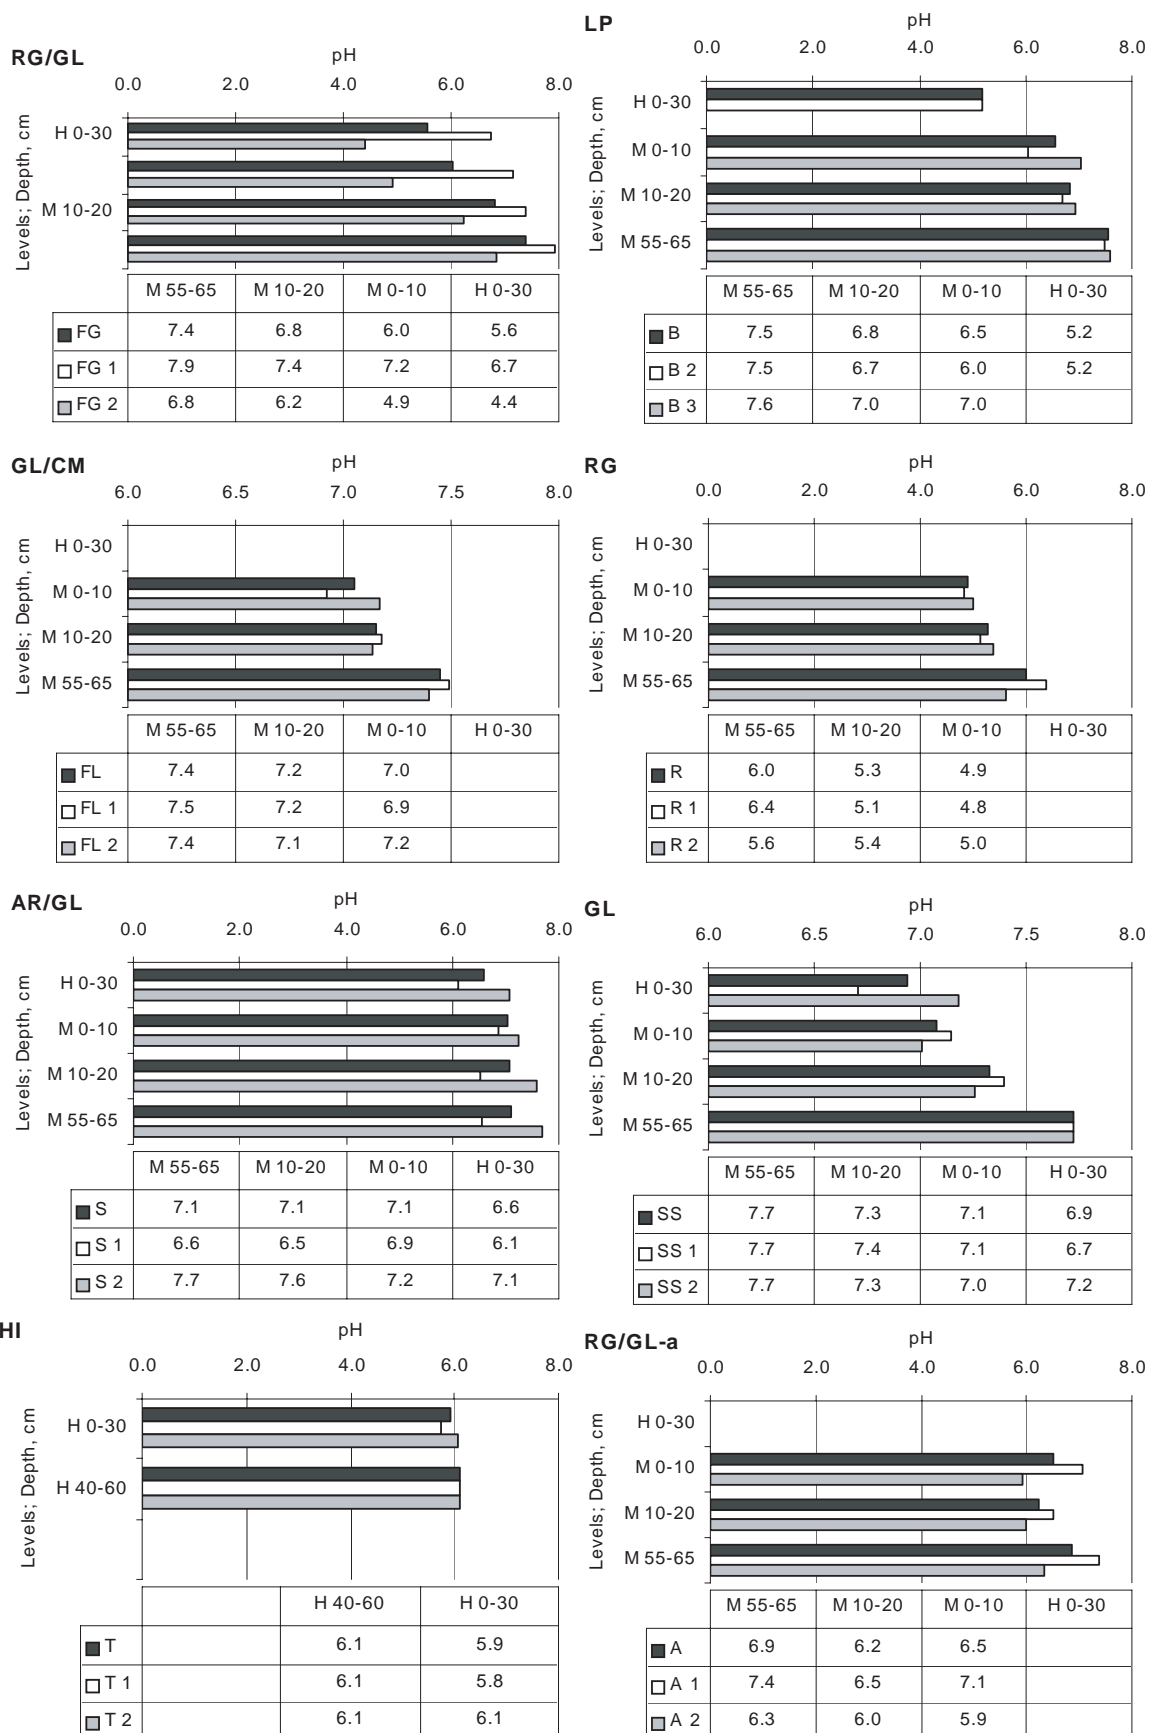 RG/GL
pH
0.0 2.0 4.0 6.0 8.0
Levels; Depth, cm
H 0-30
M 10-20
M 55-65 M 10-20 M 0-10 H 0-30
FG 7.4 6.8 6.0 5.6
FG 1 7.9 7.4 7.2 6.7
FG 2 6.8 6.2 4.9 4.4
LP
pH
0.0 2.0 4.0 6.0 8.0
Levels; Depth, cm
H 0-30
M 0-10
M 10-20
M 55-65
M 55-65 M 10-20 M 0-10 H 0-30
B 7.5 6.8 6.5 5.2
B 2 7.5 6.7 6.0 5.2
B 3 7.6 7.0 7.0
GL/CM
pH
6.0 6.5 7.0 7.5 8.0
Levels; Depth, cm
H 0-30
M 0-10
M 10-20
M 55-65
M 55-65 M 10-20 M 0-10 H 0-30
FL 7.4 7.2 7.0
FL 1 7.5 7.2 6.9
FL 2 7.4 7.1 7.2
RG
pH
0.0 2.0 4.0 6.0 8.0
Levels; Depth, cm
H 0-30
M 0-10
M 10-20
M 55-65
M 55-65 M 10-20 M 0-10 H 0-30
R 6.0 5.3 4.9
R 1 6.4 5.1 4.8
R 2 5.6 5.4 5.0
AR/GL
pH
0.0 2.0 4.0 6.0 8.0
Levels; Depth, cm
H 0-30
M 0-10
M 10-20
M 55-65
M 55-65 M 10-20 M 0-10 H 0-30
S 7.1 7.1 7.1 6.6
S 1 6.6 6.5 6.9 6.1
S 2 7.7 7.6 7.2 7.1
GL
pH
6.0 6.5 7.0 7.5 8.0
Levels; Depth, cm
H 0-30
M 0-10
M 10-20
M 55-65
M 55-65 M 10-20 M 0-10 H 0-30
SS 7.7 7.3 7.1 6.9
SS 1 7.7 7.4 7.1 6.7
SS 2 7.7 7.3 7.0 7.2
HI
pH
0.0 2.0 4.0 6.0 8.0
Levels; Depth, cm
H 0-30
H 40-60
H 40-60 H 0-30
T 6.1 5.9
T 1 6.1 5.8
T 2 6.1 6.1
RG/GL-a
pH
0.0 2.0 4.0 6.0 8.0
Levels; Depth, cm
H 0-30
M 0-10
M 10-20
M 55-65
M 55-65 M 10-20 M 0-10 H 0-30
A 6.9 6.2 6.5
A 1 7.4 6.5 7.1
A 2 6.3 6.0 5.9